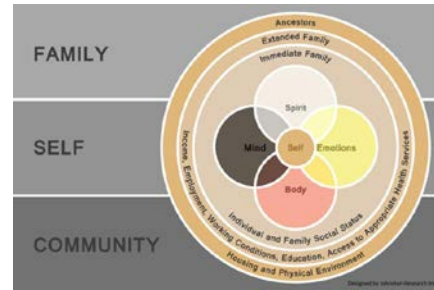 FAMILY
SELF
COMMUNITY
Ancestors
Extended Family
Immediate Family
Spirit
Mind
Self
Emotions
Body
Individual and Family Social Status
Income, Employment, Working Conditions, Education, Access to Appropriate Health Services
Housing and Physical Environment